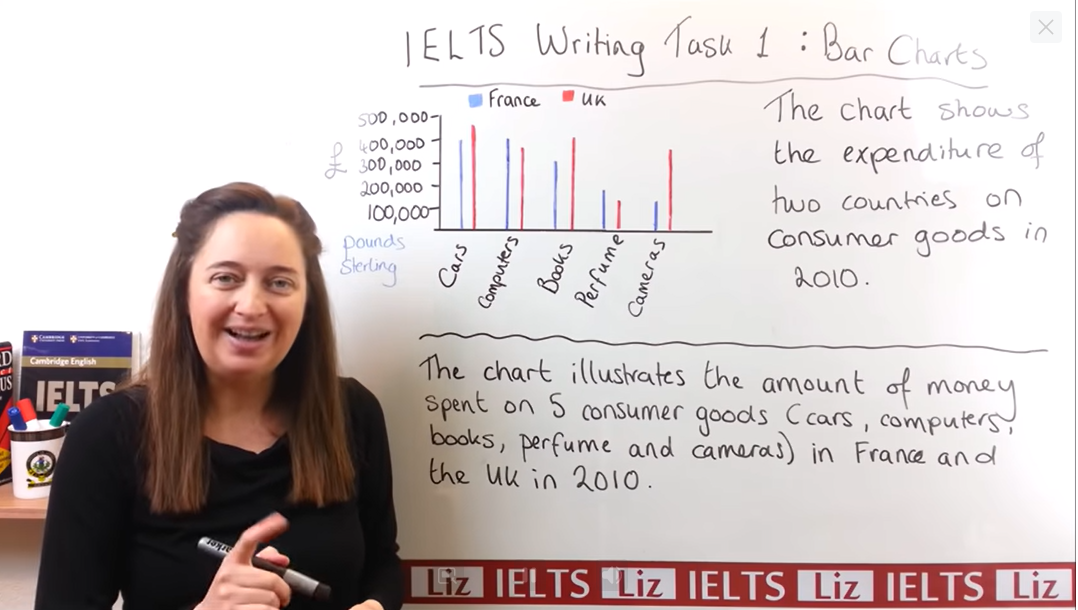 IELTS Writing Task 1 : Bar Charts
France UK
500,000
400,000
£ 300,000
200,000
100,000
pounds
Sterling
Cars
Computers
Books
Perfume
Cameras
The chart shows
the expenditure of
two countries on
consumer goods in
2010.
The chart illustrates the amount of money
spent on 5 consumer goods (cars, computers,
books, perfume and cameras) in France and
the UK in 2010.
Cambridge English
IELTS
marker
Liz IELTS Liz IELTS Liz IELTS Liz